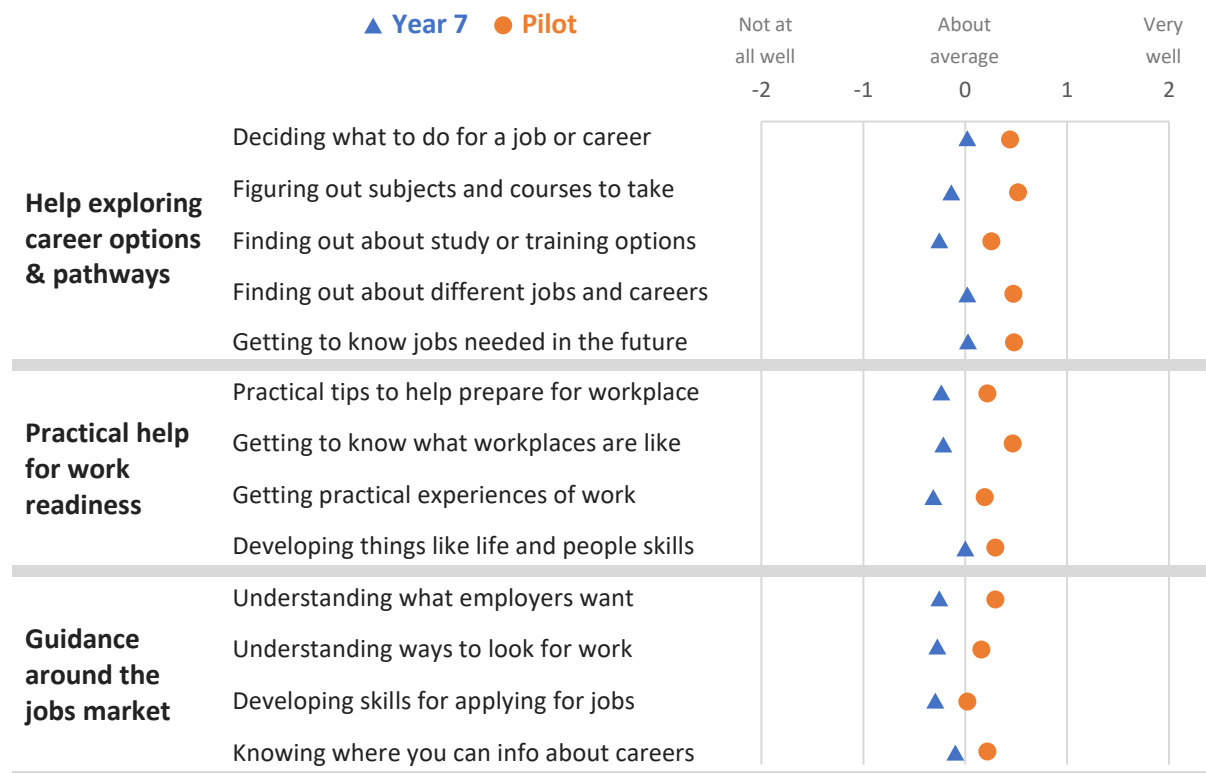 Year 7 Pilot
Not at all well
About average
Very well
-2 -1 0 1 2
Help exploring
career options
& pathways
Deciding what to do for a job or career
Figuring out subjects and courses to take
Finding out about study or training options
Finding out about different jobs and careers
Getting to know jobs needed in the future
Practical help
for work
readiness
Practical tips to help prepare for workplace
Getting to know what workplaces are like
Getting practical experiences of work
Developing things like life and people skills
Guidance
around the
jobs market
Understanding what employers want
Understanding ways to look for work
Developing skills for applying for jobs
Knowing where you can info about careers